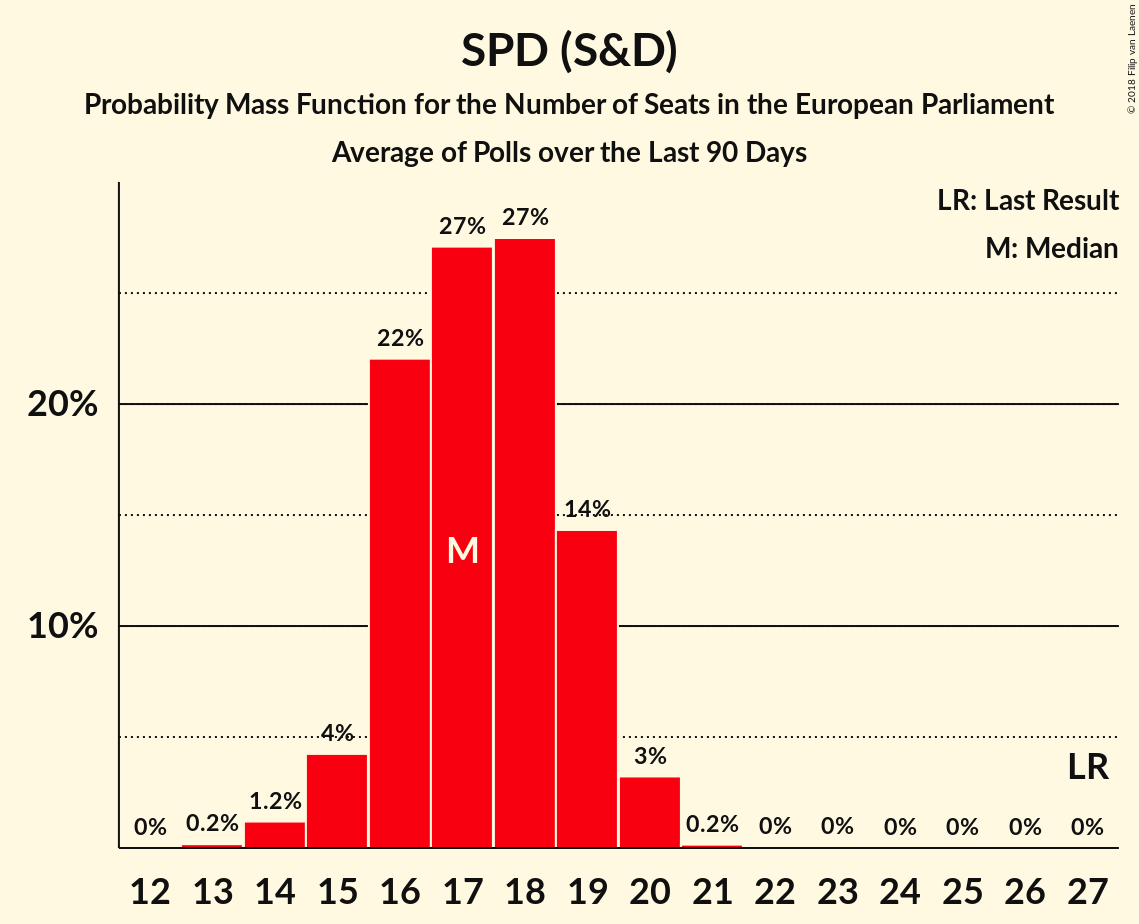 SPD (S&D)
Probability Mass Function for the Number of Seats in the European Parliament
Average of Polls over the Last 90 Days
© 2018 Filip van Laenen
LR: Last Result
M: Median
27% 27%
22%
20%
14%
M
10%
4%
3%
LR
1.2%
0% 0.2% 0.2% 0% 0% 0% 0% 0% 0%
12 13 14 15 16 17 18 19 20 21 22 23 24 25 26 27